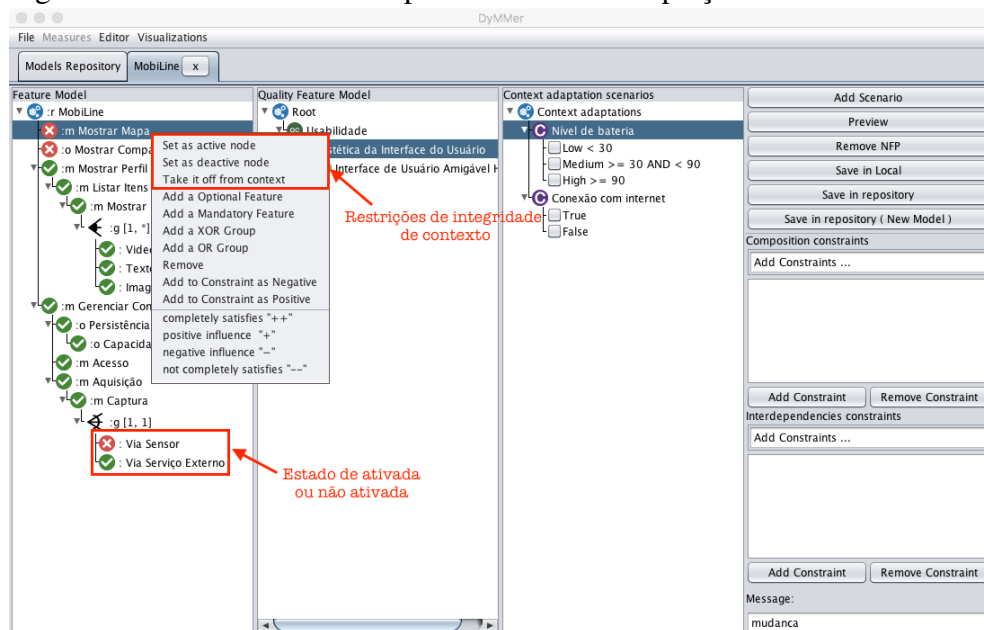 DyMMer
File Measures Editor Visualizations
Models Repository
MobiLine x
Feature Model
:r MobiLine
:m Mostrar Mapa
:o Mostrar Compa
:m Mostrar Perfil
:m Listar Itens
:m Mostrar
:g [1, *]
: Vide
: Texto
: Imag
:m Gerenciar Con
:o Persistência
:o Capacida
:m Acesso
:m Aquisição
:m Captura
:g [1, 1]
: Via Sensor
: Via Serviço Externo
Set as active node
Set as deactive node
Take it off from context
Add a Optional Feature
Add a Mandatory Feature
Add a XOR Group
Add a OR Group
Remove
Add to Constraint as Negative
Add to Constraint as Positive
completely satisfies "++"
positive influence "+"
negative influence "-"
not completely satisfies "--"
Quality Feature Model
Root
Usabilidade
stética da Interface do Usuário
Interface de Usuário Amigável H
Restrições de integridade
de contexto
Estado de ativada
ou não ativada
Context adaptation scenarios
Context adaptations
C Nivel de bateria
Low < 30
Medium >= 30 AND < 90
High >= 90
C Conexão com internet
True
False
Add Scenario
Preview
Remove NFP
Save in Local
Save in repository
Save in repository ( New Model )
Composition constraints
Add Constraints ...
Add Constraint Remove Constraint
Interdependencies constraints
Add Constraints ...
Add Constraint Remove Constraint
Message:
mudanca